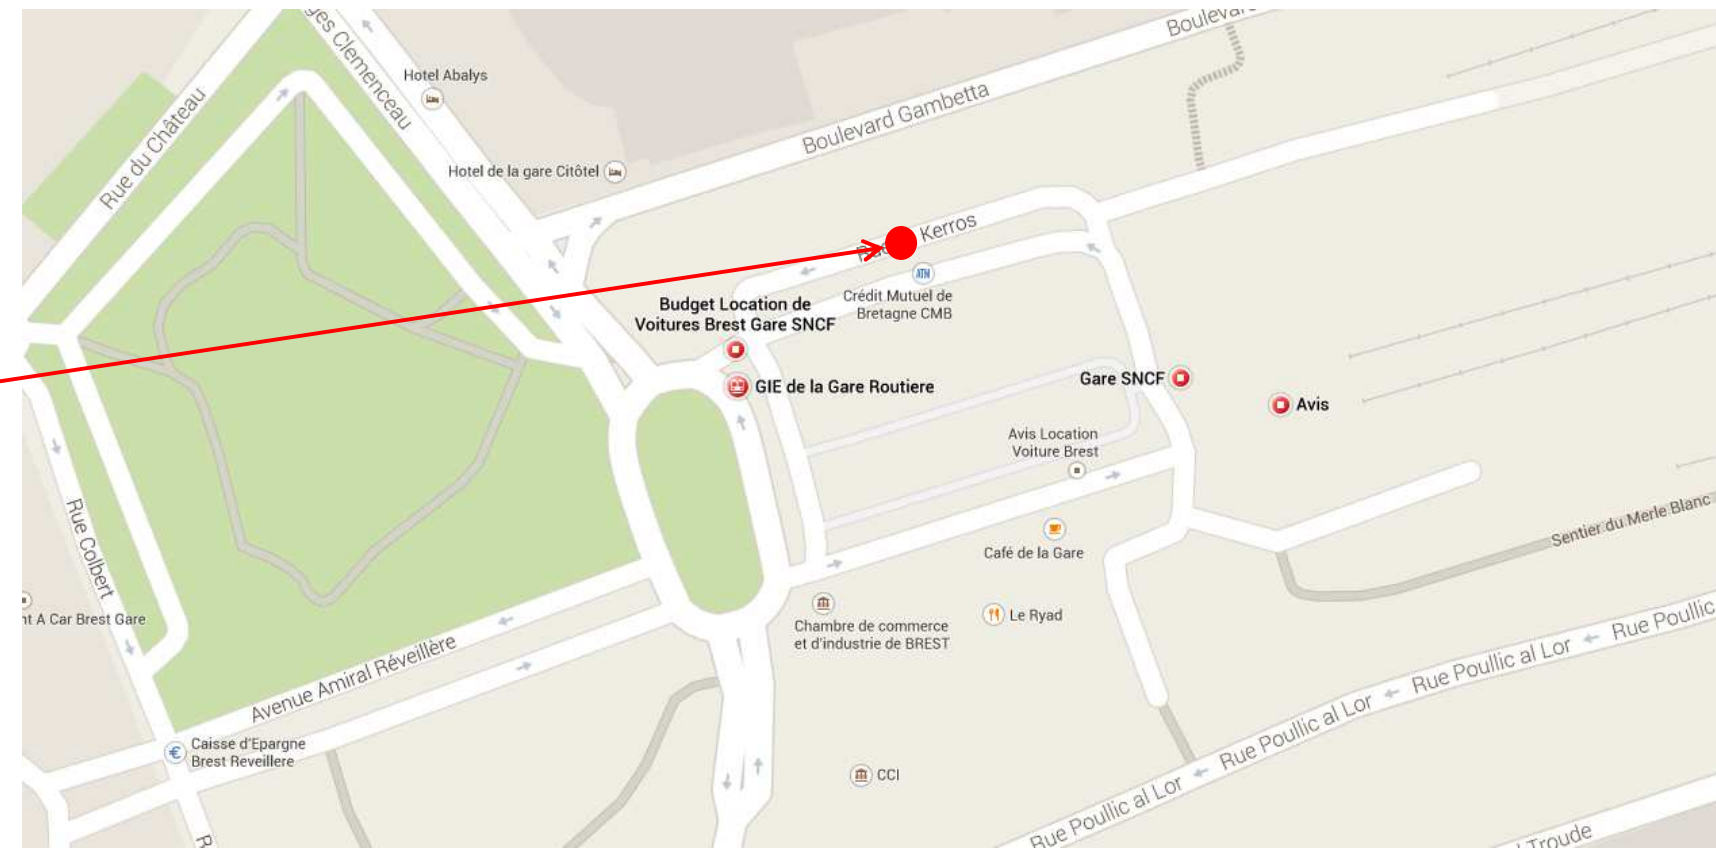 ges Clemenceau
Boulevar
Hotel Abalys
Rue du Château
Boulevard Gambetta
Hotel de la gare Citôtel
Kerros
ATM
Crédit Mutuel de
Bretagne CMB
Budget Location de
Voitures Brest Gare SNCF
GIE de la Gare Routiere
Gare SNCF
Avis
Avis Location
Voiture Brest
Rue Colbert
Sentier du Merle Blanc
Café de la Gare
nt A Car Brest Gare
Chambre de commerce
et d'industrie de BREST
Le Ryad
Rue Poullic
Rue Poullic al Lor
Avenue Amiral Réveillère
Rue Poullic al Lor
€
Caisse d'Epargne
Brest Reveillere
CCI
Rue Poullic al Lor
R
l Troude